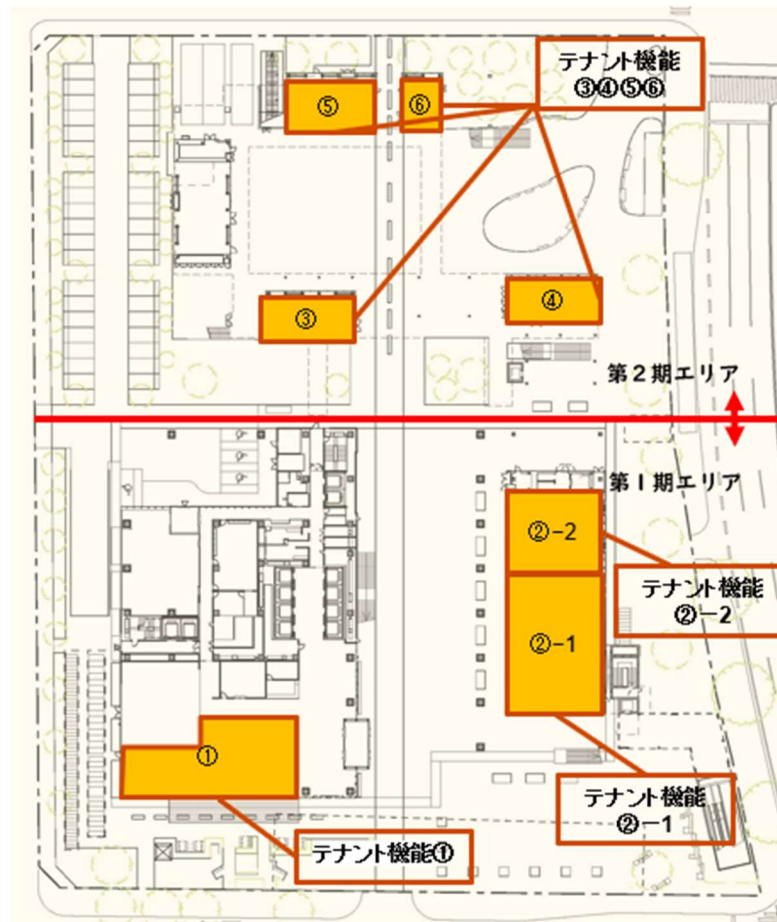 テナント機能
③④⑤⑥
⑤
⑥
③
④
第２期エリア
第１期エリア
②-2
テナント機能
②-2
②-1
①
テナント機能
②-1
テナント機能①